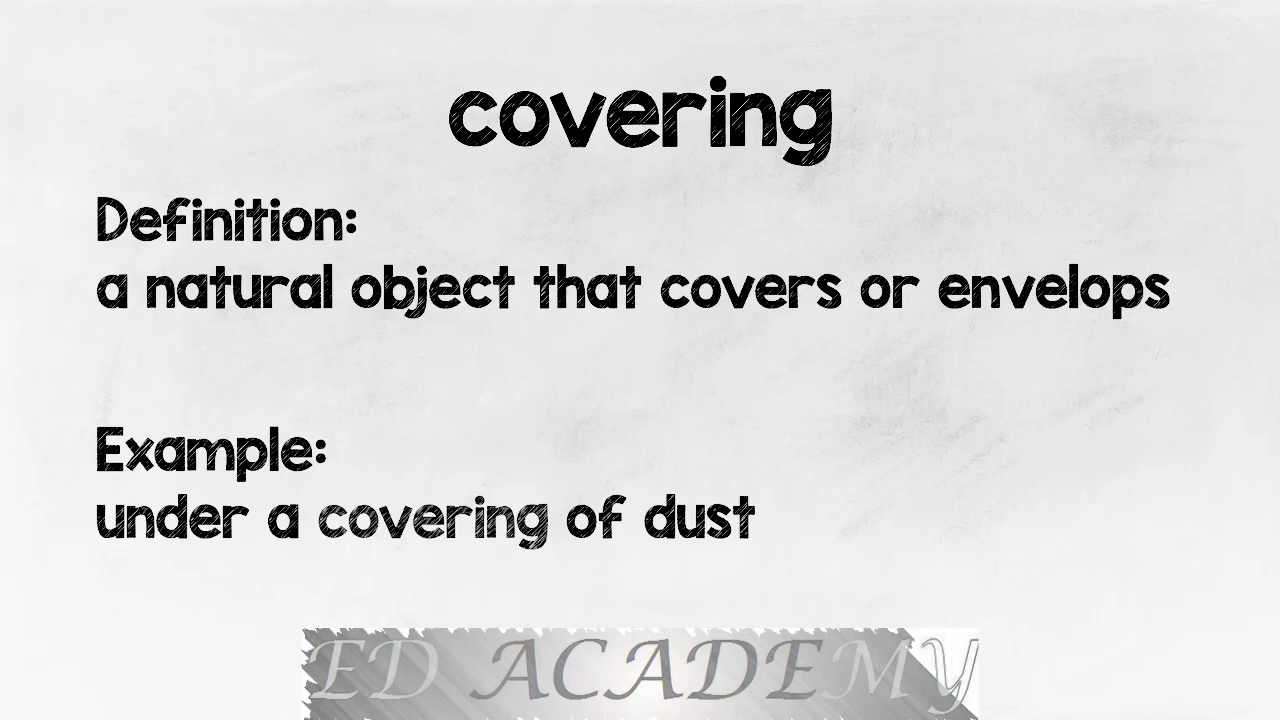 covering
Definition:
a natural object that covers or envelops
Example:
under a covering of dust
ED ACADEMY